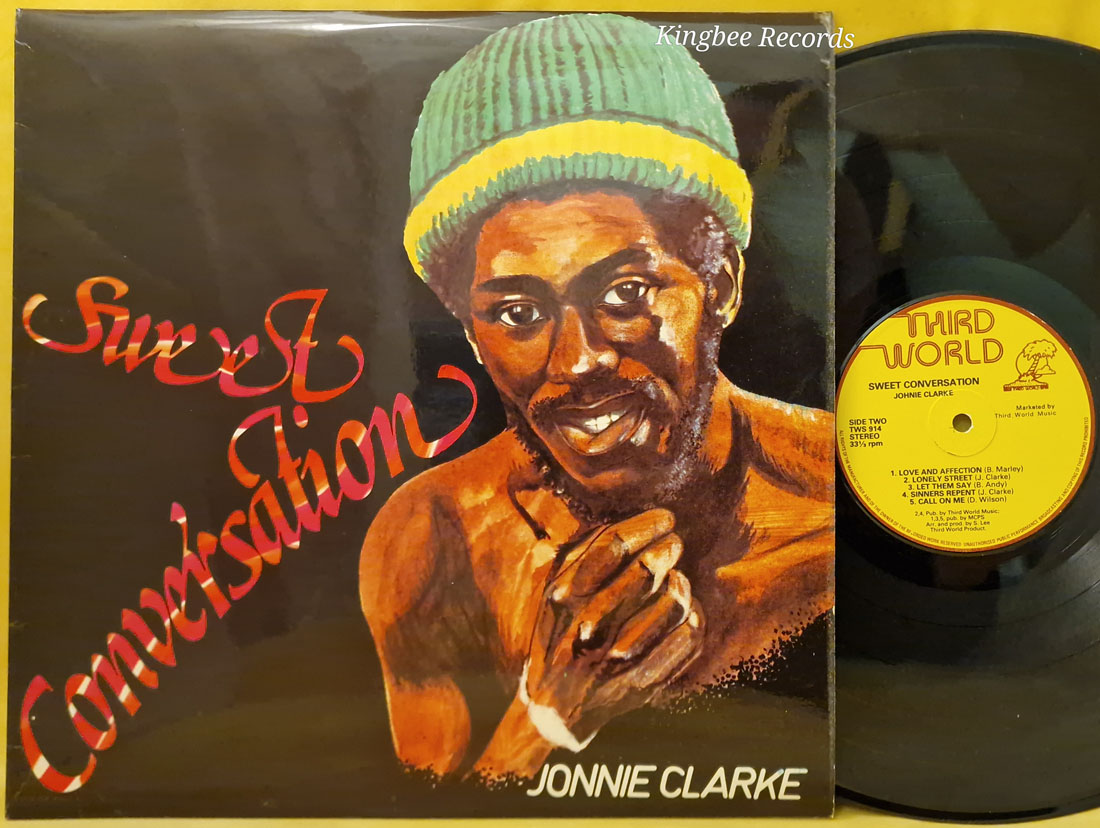 Kingbee Records
Sweet
Conversation
JONNIE CLARKE
THIRD
WORLD
SWEET CONVERSATION
JOHNIE CLARKE
Marketed by
Third World Music
SIDE TWO
TWS 914
STEREO
33⅓ rpm
1. LOVE AND AFFECTION (B. Marley)
2. LONELY STREET (J. Clarke)
3. LET THEM SAY (B. Andy)
4. SINNERS REPENT (J. Clarke)
5. CALL ON ME (D. Wilson)
2,4, Pub. by Third World Music:
1,3,5, pub. by MCPS
Arr. and prod. by S. Lee
Third World Product.